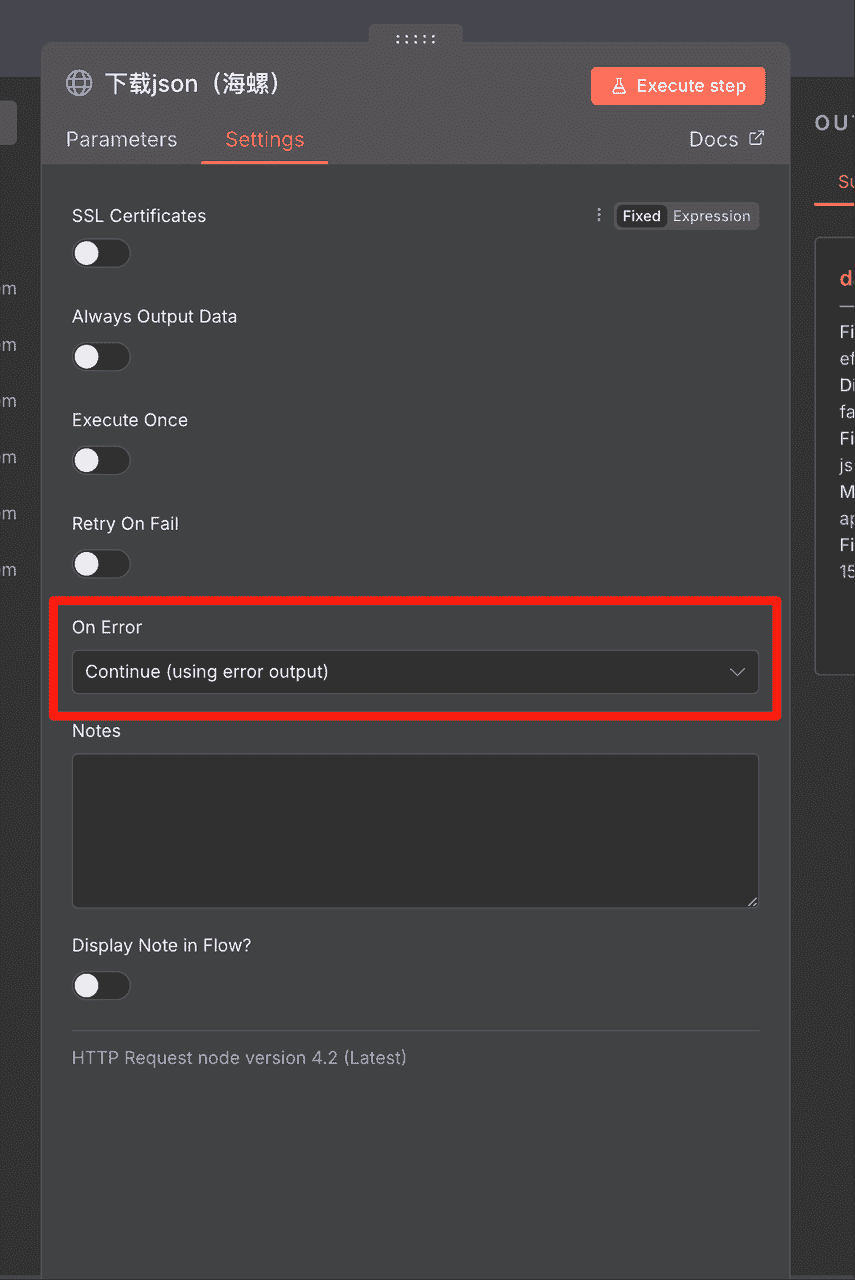 下载json（海螺）
Execute step
Parameters
Settings
Docs
OUT
Su
SSL Certificates
Fixed
Expression
Always Output Data
Execute Once
Retry On Fail
On Error
Continue (using error output)
Notes
Display Note in Flow?
HTTP Request node version 4.2 (Latest)